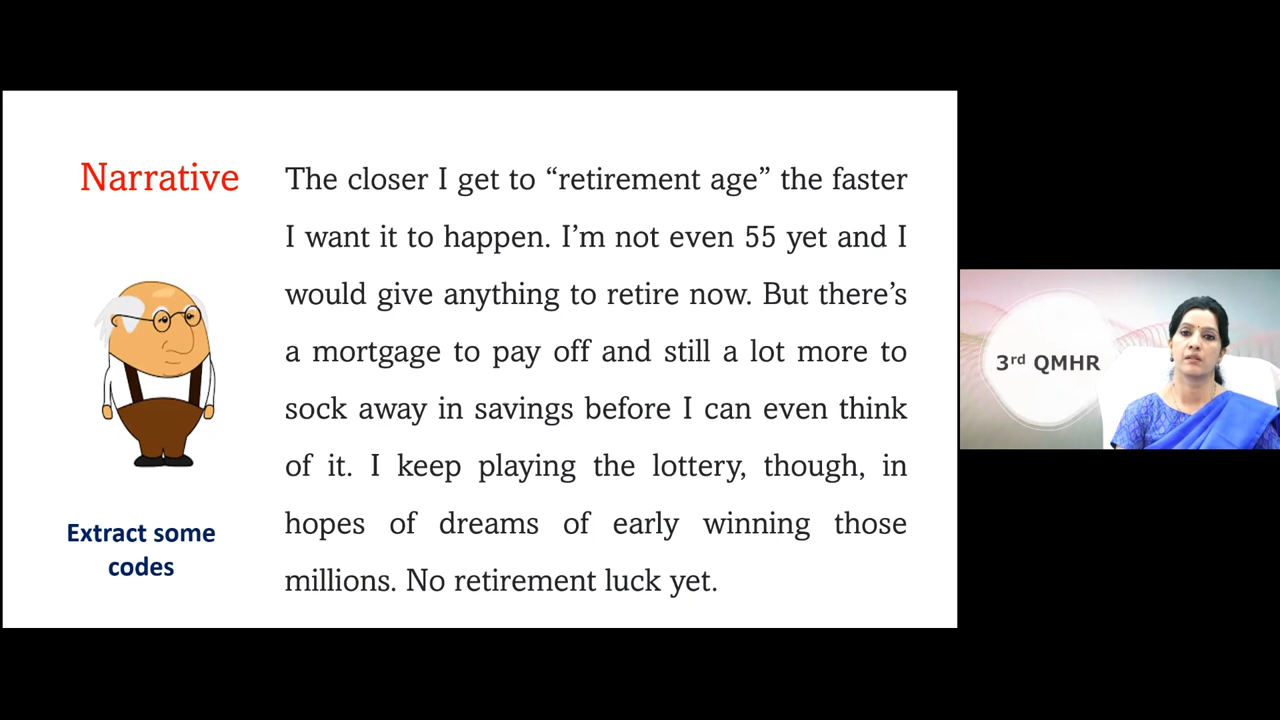 Narrative
The closer I get to “retirement age” the faster
I want it to happen. I’m not even 55 yet and I
would give anything to retire now. But there’s
a mortgage to pay off and still a lot more to
sock away in savings before I can even think
of it. I keep playing the lottery, though, in
hopes of dreams of early winning those
millions. No retirement luck yet.
Extract some
codes
3rd QMHR